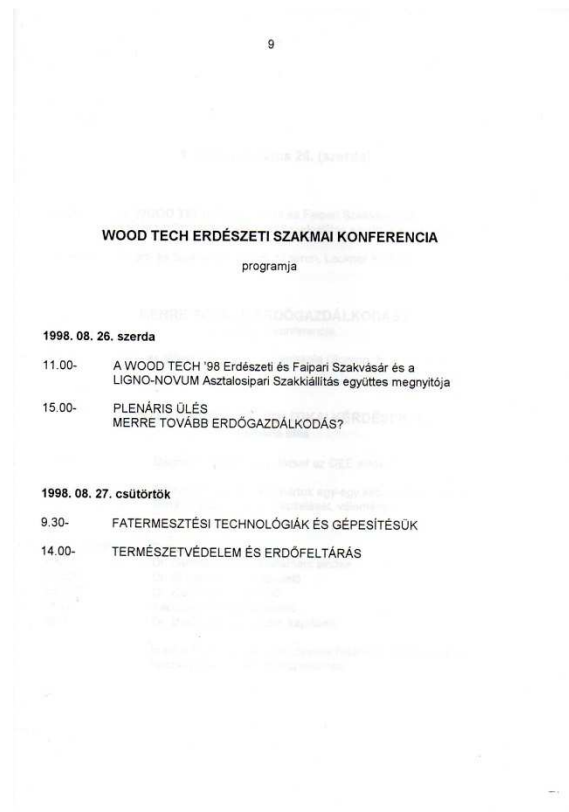 9
WOOD TECH ERDÉSZETI SZAKMAI KONFERENCIA
programja
1998. 08. 26. szerda
11.00- A WOOD TECH '98 Erdészeti és Faipari Szakvásár és a
LIGNO-NOVUM Asztalosipari Szakkiállítás együttes megnyitója
15.00- PLENÁRIS ÜLÉS
MERRE TOVÁBB ERDŐGAZDÁLKODÁS?
1998. 08. 27. csütörtök
9.30- FATERMESZTÉSI TECHNOLÓGIÁK ÉS GÉPESÍTÉSÜK
14.00- TERMÉSZETVÉDELEM ÉS ERDŐFELTÁRÁS